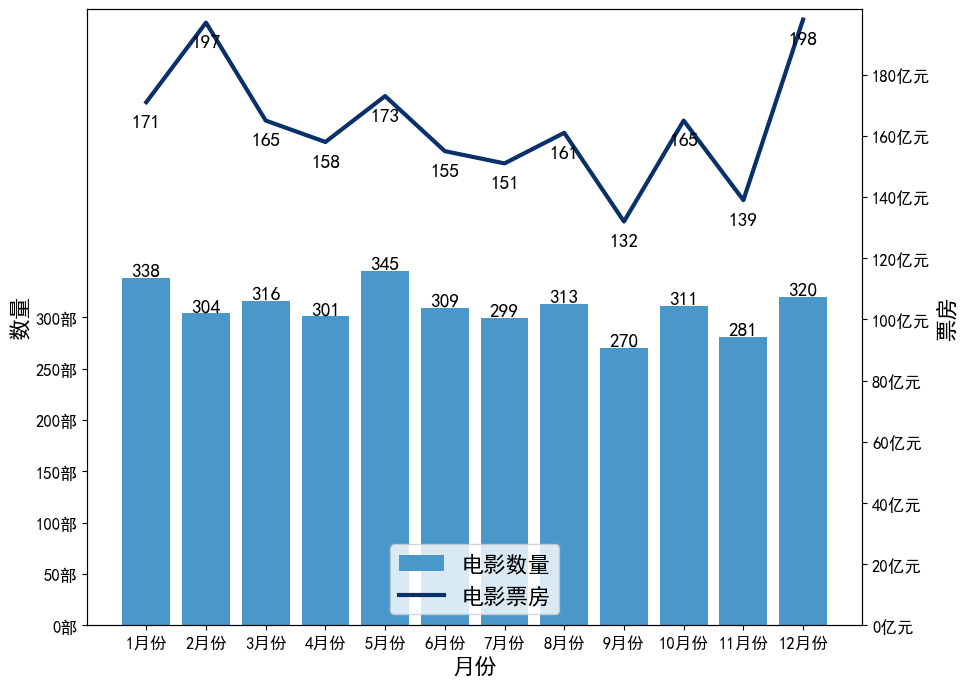 197
198
171
173
165
158
155
151
161
132
165
139
338
304
316
301
345
309
299
313
270
311
281
320
数量
300部
250部
200部
150部
100部
50部
0部
180亿元
160亿元
140亿元
120亿元
100亿元
80亿元
60亿元
40亿元
20亿元
0亿元
票房
电影数量
电影票房
1月份 2月份 3月份 4月份 5月份 6月份 7月份 8月份 9月份 10月份 11月份 12月份
月份